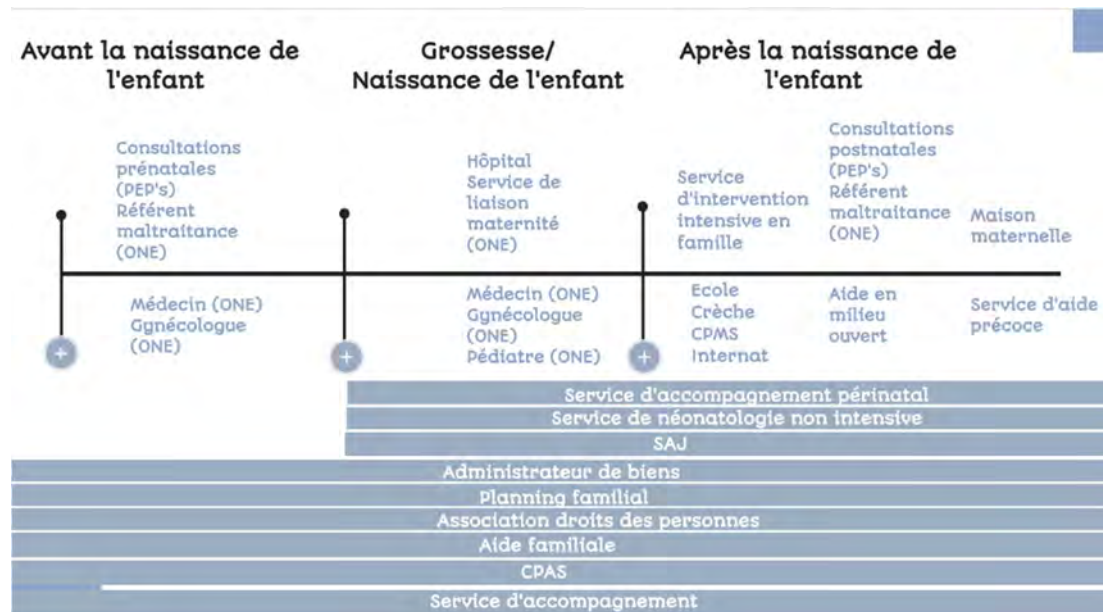 Avant la naissance de
l'enfant
Grossesse/
Naissance de l'enfant
Après la naissance de
l'enfant
Consultations
prénatales
(PEP's)
Référent
maltraitance
(ONE)
Hôpital
Service de
liaison
maternité
(ONE)
Service
d'intervention
intensive en
famille
Consultations
postnatales
(PEP's)
Référent
maltraitance
(ONE)
Maison
maternelle
Médecin (ONE)
Gynécologue
(ONE)
Médecin (ONE)
Gynécologue
(ONE)
Pédiatre (ONE)
Ecole
Crèche
CPMS
Internat
Aide en
milieu
ouvert
Service d'aide
précoce
+
+
+
Service d'accompagnement périnatal
Service de néonatologie non intensive
SAJ
Administrateur de biens
Planning familial
Association droits des personnes
Aide familiale
CPAS
Service d'accompagnement